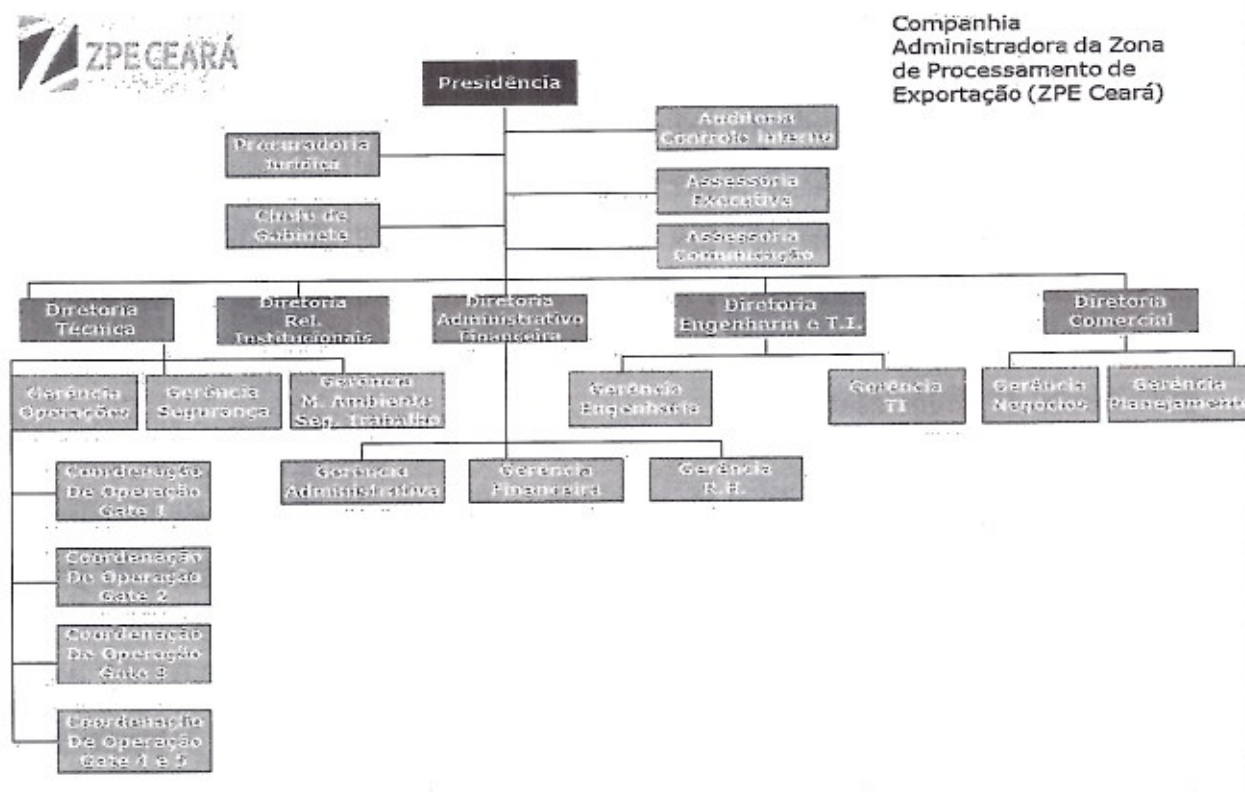 ZPE CEARÁ
Companhia
Administradora da Zona
de Processamento de
Exportação (ZPE Ceará)
Presidência
Auditoria
Controle interno
Procuradoria
Jurídica
Assessoria
Executiva
Chefe de
Gabinete
Assessoria
Comunicação
Diretoria
Técnica
Diretoria
Rel.
Institucionais
Diretoria
Administrativo
Financeira
Diretoria
Engenharia e T.I.
Diretoria
Comercial
Gerência
Operações
Gerência
Segurança
Gerência
M. Ambiente
Seg. Trabalho
Gerência
Engenharia
Gerência
TI
Gerência
Negócios
Gerência
Planejamento
Gerência
Administrativa
Gerência
Financeira
Gerência
R.H.
Coordenação
De Operação
Gate 1
Coordenação
De Operação
Gate 2
Coordenação
De Operação
Gate 3
Coordenação
De Operação
Gate 4 e 5